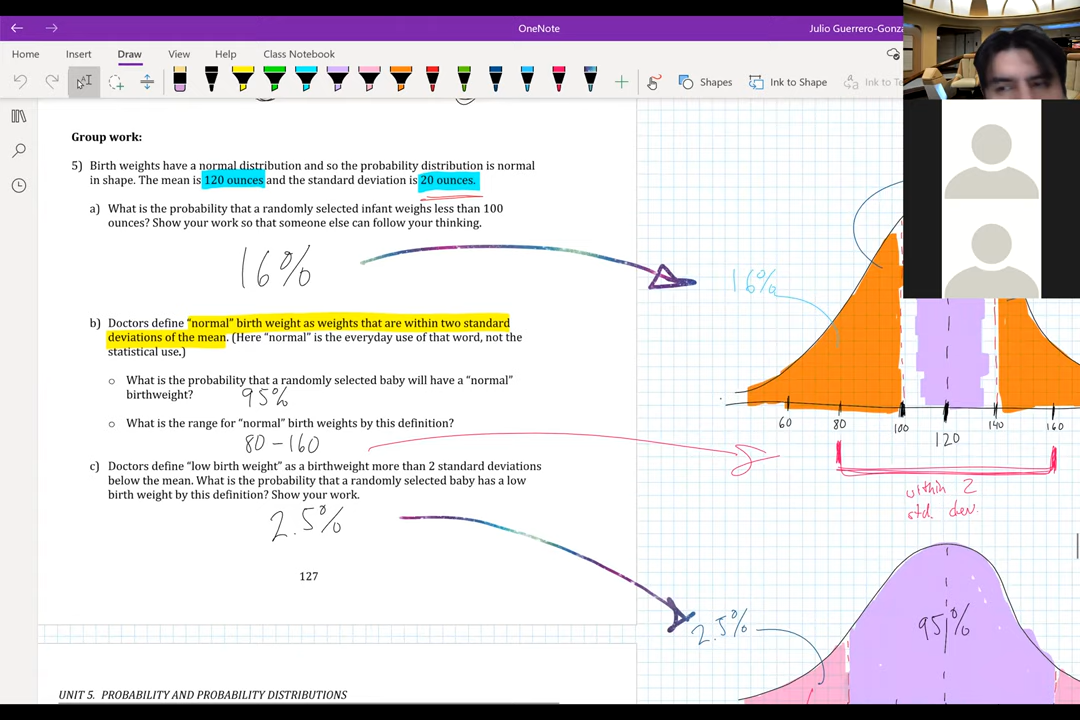 OneNote
Julio Guerrero-Gonza
Home Insert Draw View Help Class Notebook
Shapes Ink to Shape Ink to Te
Group work:
5) Birth weights have a normal distribution and so the probability distribution is normal
in shape. The mean is 120 ounces and the standard deviation is 20 ounces.
a) What is the probability that a randomly selected infant weighs less than 100
ounces? Show your work so that someone else can follow your thinking.
16%
16%
b) Doctors define “normal” birth weight as weights that are within two standard
deviations of the mean. (Here “normal” is the everyday use of that word, not the
statistical use.)
o What is the probability that a randomly selected baby will have a “normal”
birthweight?
95%
o What is the range for “normal” birth weights by this definition?
80 - 160
c) Doctors define “low birth weight” as a birthweight more than 2 standard deviations
below the mean. What is the probability that a randomly selected baby has a low
birth weight by this definition? Show your work.
2.5%
127
UNIT 5. PROBABILITY AND PROBABILITY DISTRIBUTIONS
60 80 100 120 140 160
within 2
std. dev.
2.5%
95%